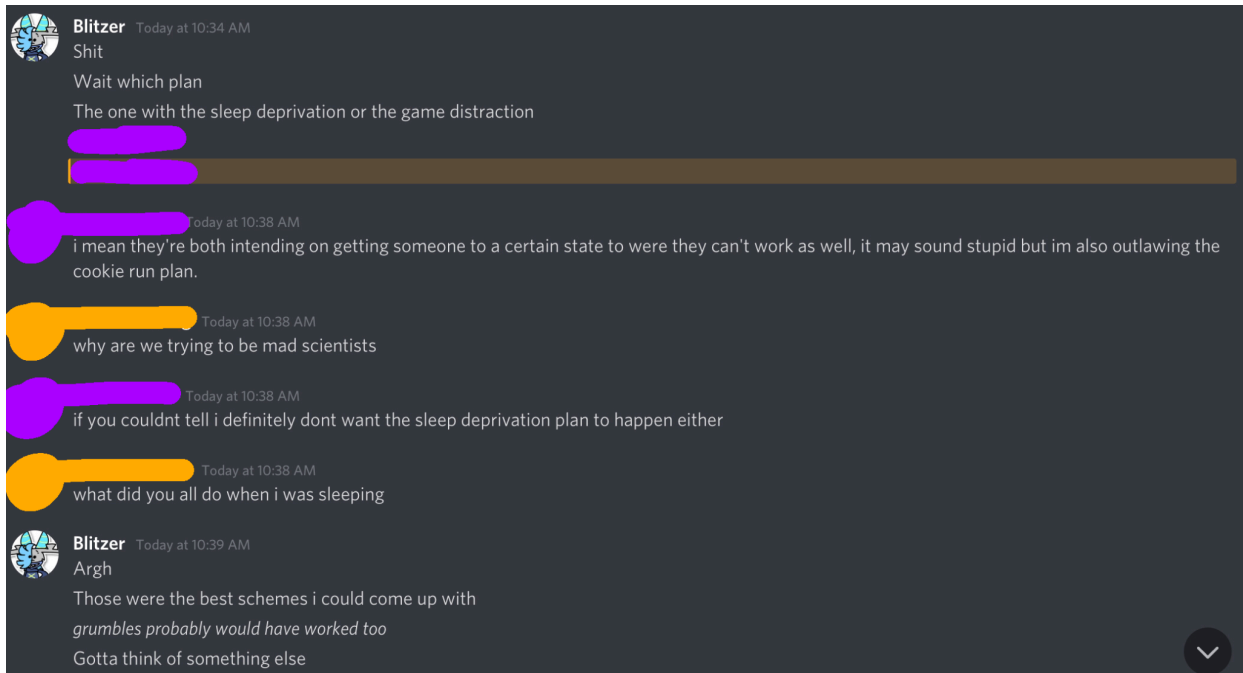 Blitzer Today at 10:34 AM
Shit
Wait which plan
The one with the sleep deprivation or the game distraction
Today at 10:38 AM
i mean they're both intending on getting someone to a certain state to were they can't work as well, it may sound stupid but im also outlawing the
cookie run plan.
Today at 10:38 AM
why are we trying to be mad scientists
Today at 10:38 AM
if you couldnt tell i definitely dont want the sleep deprivation plan to happen either
Today at 10:38 AM
what did you all do when i was sleeping
Blitzer Today at 10:39 AM
Argh
Those were the best schemes i could come up with
grumbles probably would have worked too
Gotta think of something else